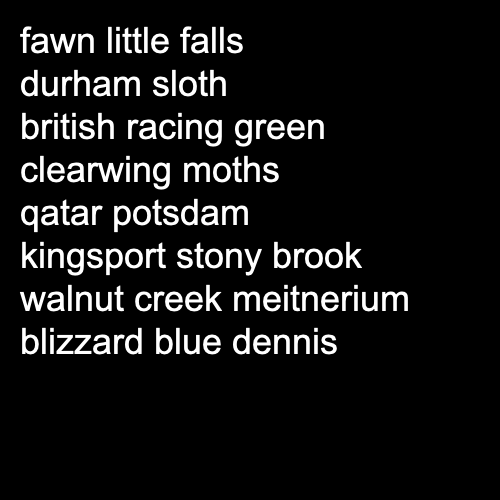 fawn little falls
durham sloth
british racing green
clearwing moths
qatar potsdam
kingsport stony brook
walnut creek meitnerium
blizzard blue dennis